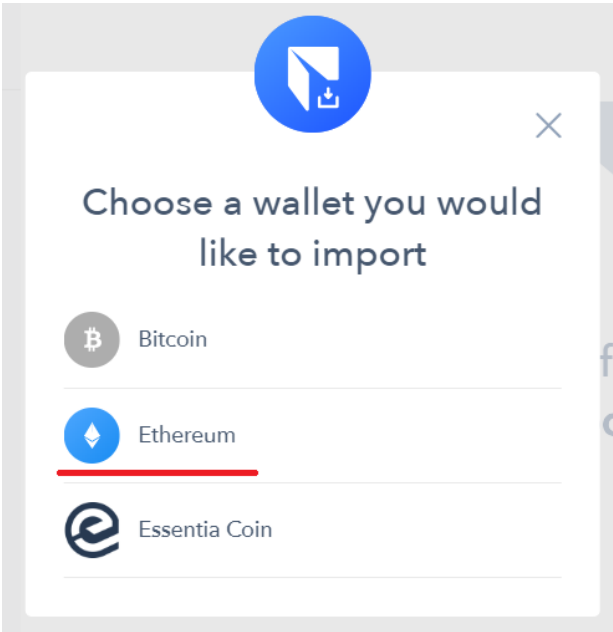 Choose a wallet you would
like to import
Bitcoin
Ethereum
Essentia Coin